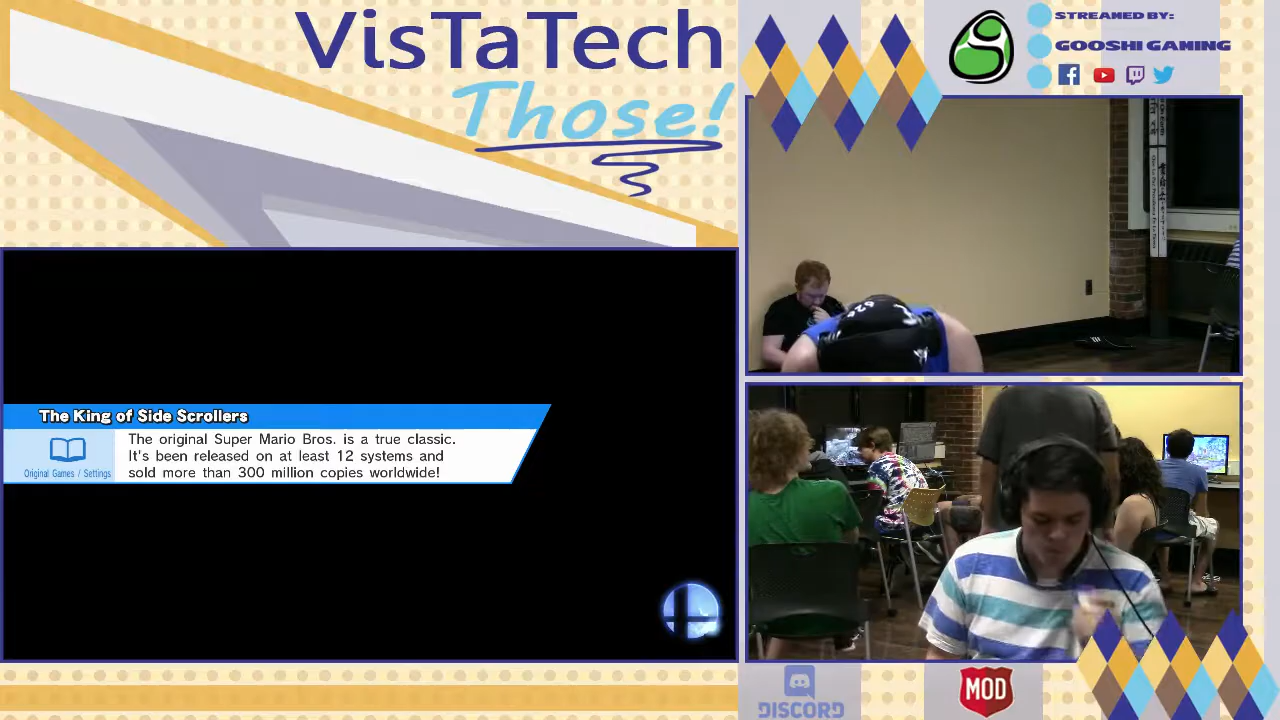 VisTaTech
Those!
STREAMED BY:
GOOSHI GAMING
The King of Side Scrollers
Original Games / Settings
The original Super Mario Bros. is a true classic.
It's been released on at least 12 systems and
sold more than 300 million copies worldwide!
DISCORD
MOD